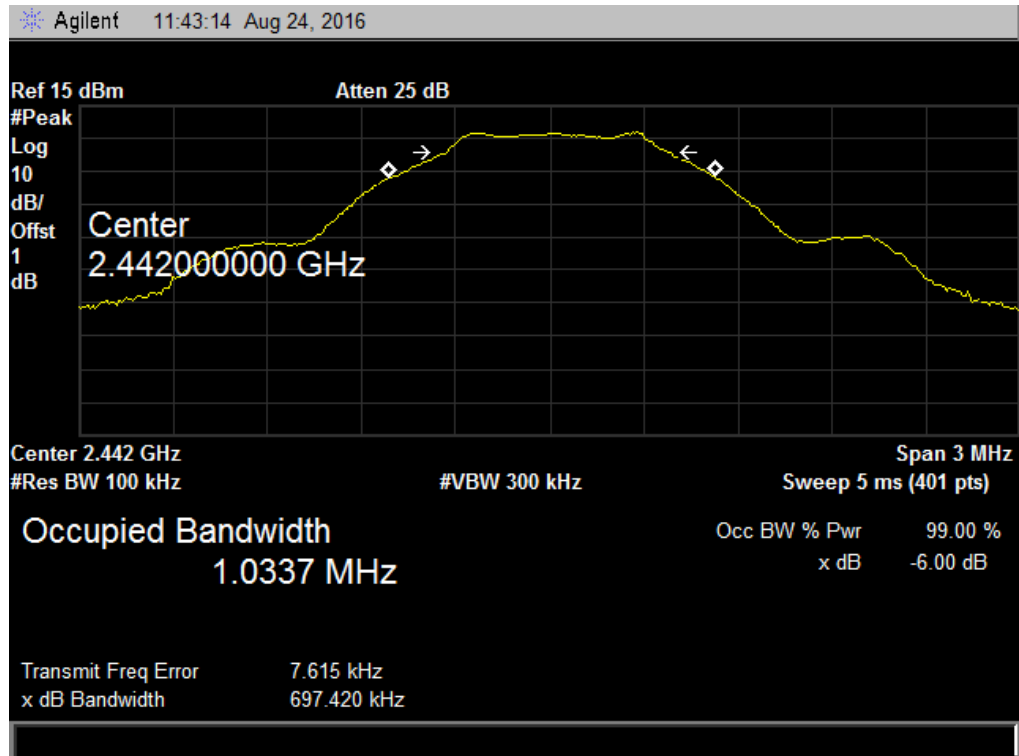 Agilent 11:43:14 Aug 24, 2016
Ref 15 dBm Atten 25 dB
#Peak
Log
10
dB/
Offst
1
dB
Center
2.442000000 GHz
Center 2.442 GHz Span 3 MHz
#Res BW 100 kHz #VBW 300 kHz Sweep 5 ms (401 pts)
Occupied Bandwidth Occ BW % Pwr 99.00 %
1.0337 MHz x dB -6.00 dB
Transmit Freq Error 7.615 kHz
x dB Bandwidth 697.420 kHz